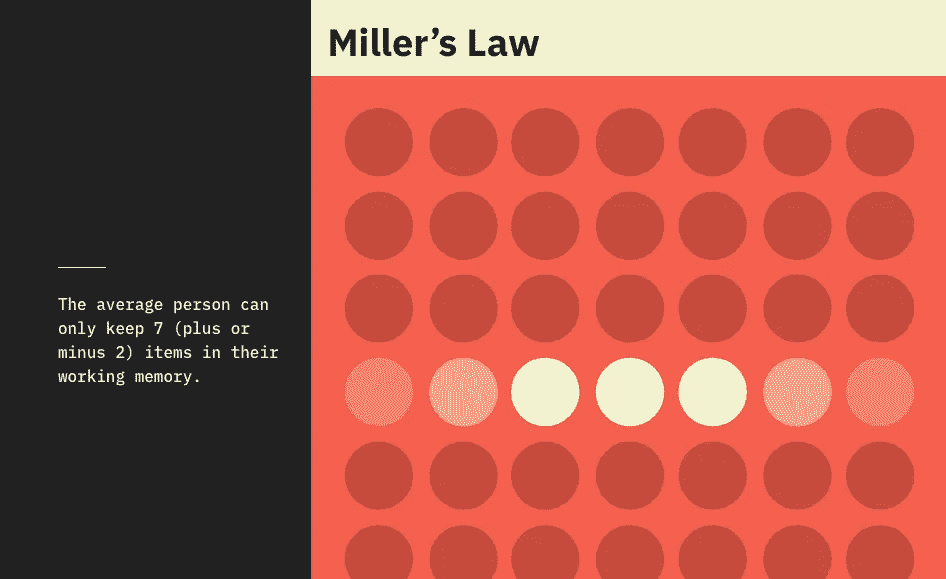 Miller’s Law
The average person can
only keep 7 (plus or
minus 2) items in their
working memory.